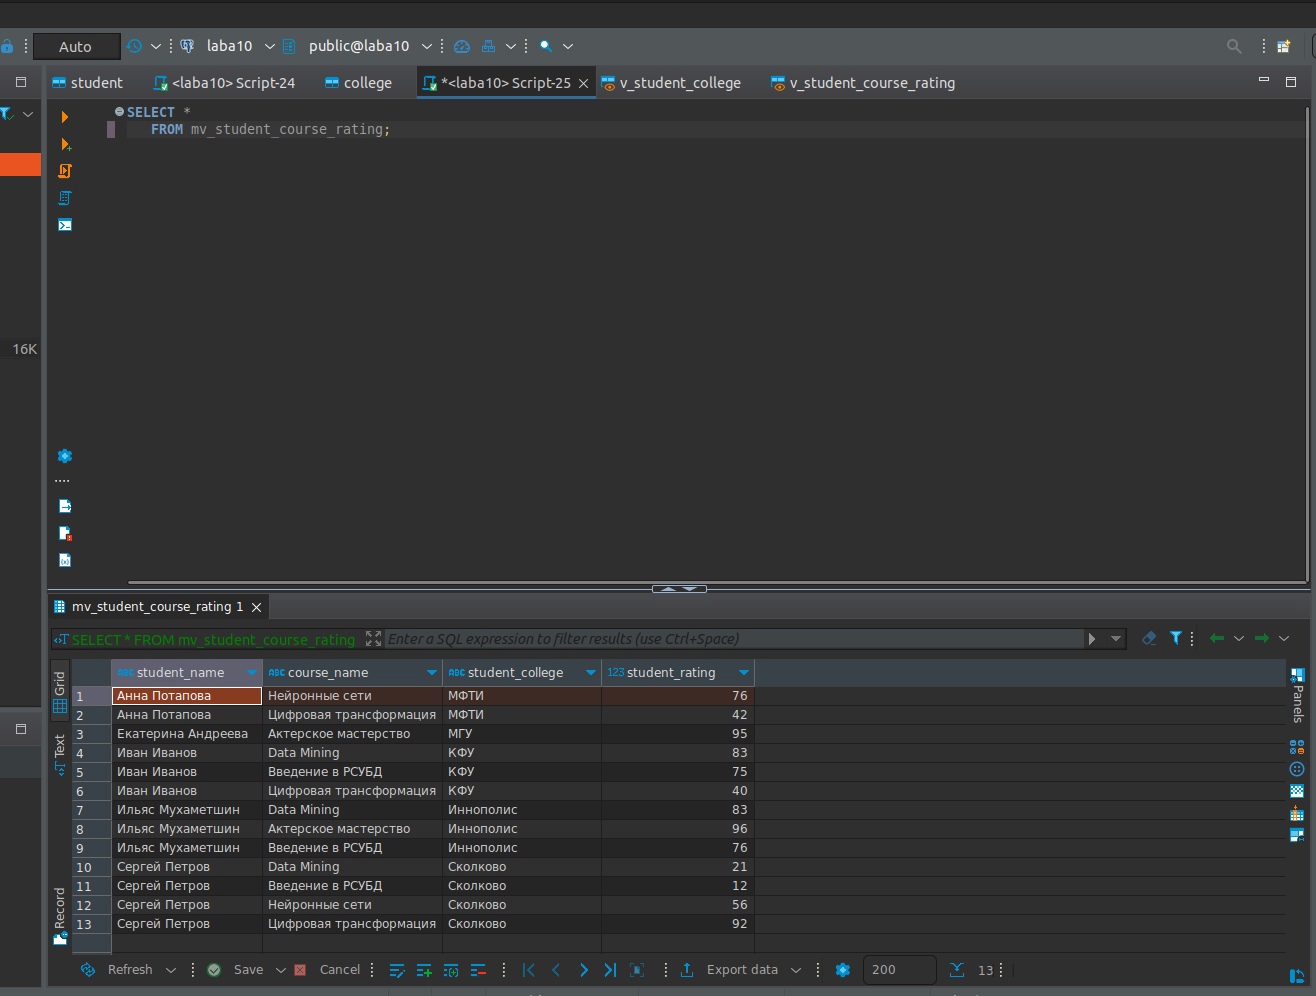 Auto laba10 public@laba10
student <laba10> Script-24 college *<laba10> Script-25 v_student_college v_student_course_rating
SELECT *
FROM mv_student_course_rating;
16K
mv_student_course_rating 1
SELECT * FROM mv_student_course_rating Enter a SQL expression to filter results (use Ctrl+Space)
Grid
Text
Record
Panels
ABC student_name ABC course_name ABC student_college 123 student_rating
1 Анна Потапова Нейронные сети МФТИ 76
2 Анна Потапова Цифровая трансформация МФТИ 42
3 Екатерина Андреева Актерское мастерство МГУ 95
4 Иван Иванов Data Mining КФУ 83
5 Иван Иванов Введение в РСУБД КФУ 75
6 Иван Иванов Цифровая трансформация КФУ 40
7 Ильяс Мухаметшин Data Mining Иннополис 83
8 Ильяс Мухаметшин Актерское мастерство Иннополис 96
9 Ильяс Мухаметшин Введение в РСУБД Иннополис 76
10 Сергей Петров Data Mining Сколково 21
11 Сергей Петров Введение в РСУБД Сколково 12
12 Сергей Петров Нейронные сети Сколково 56
13 Сергей Петров Цифровая трансформация Сколково 92
Refresh Save Cancel Export data 200 13